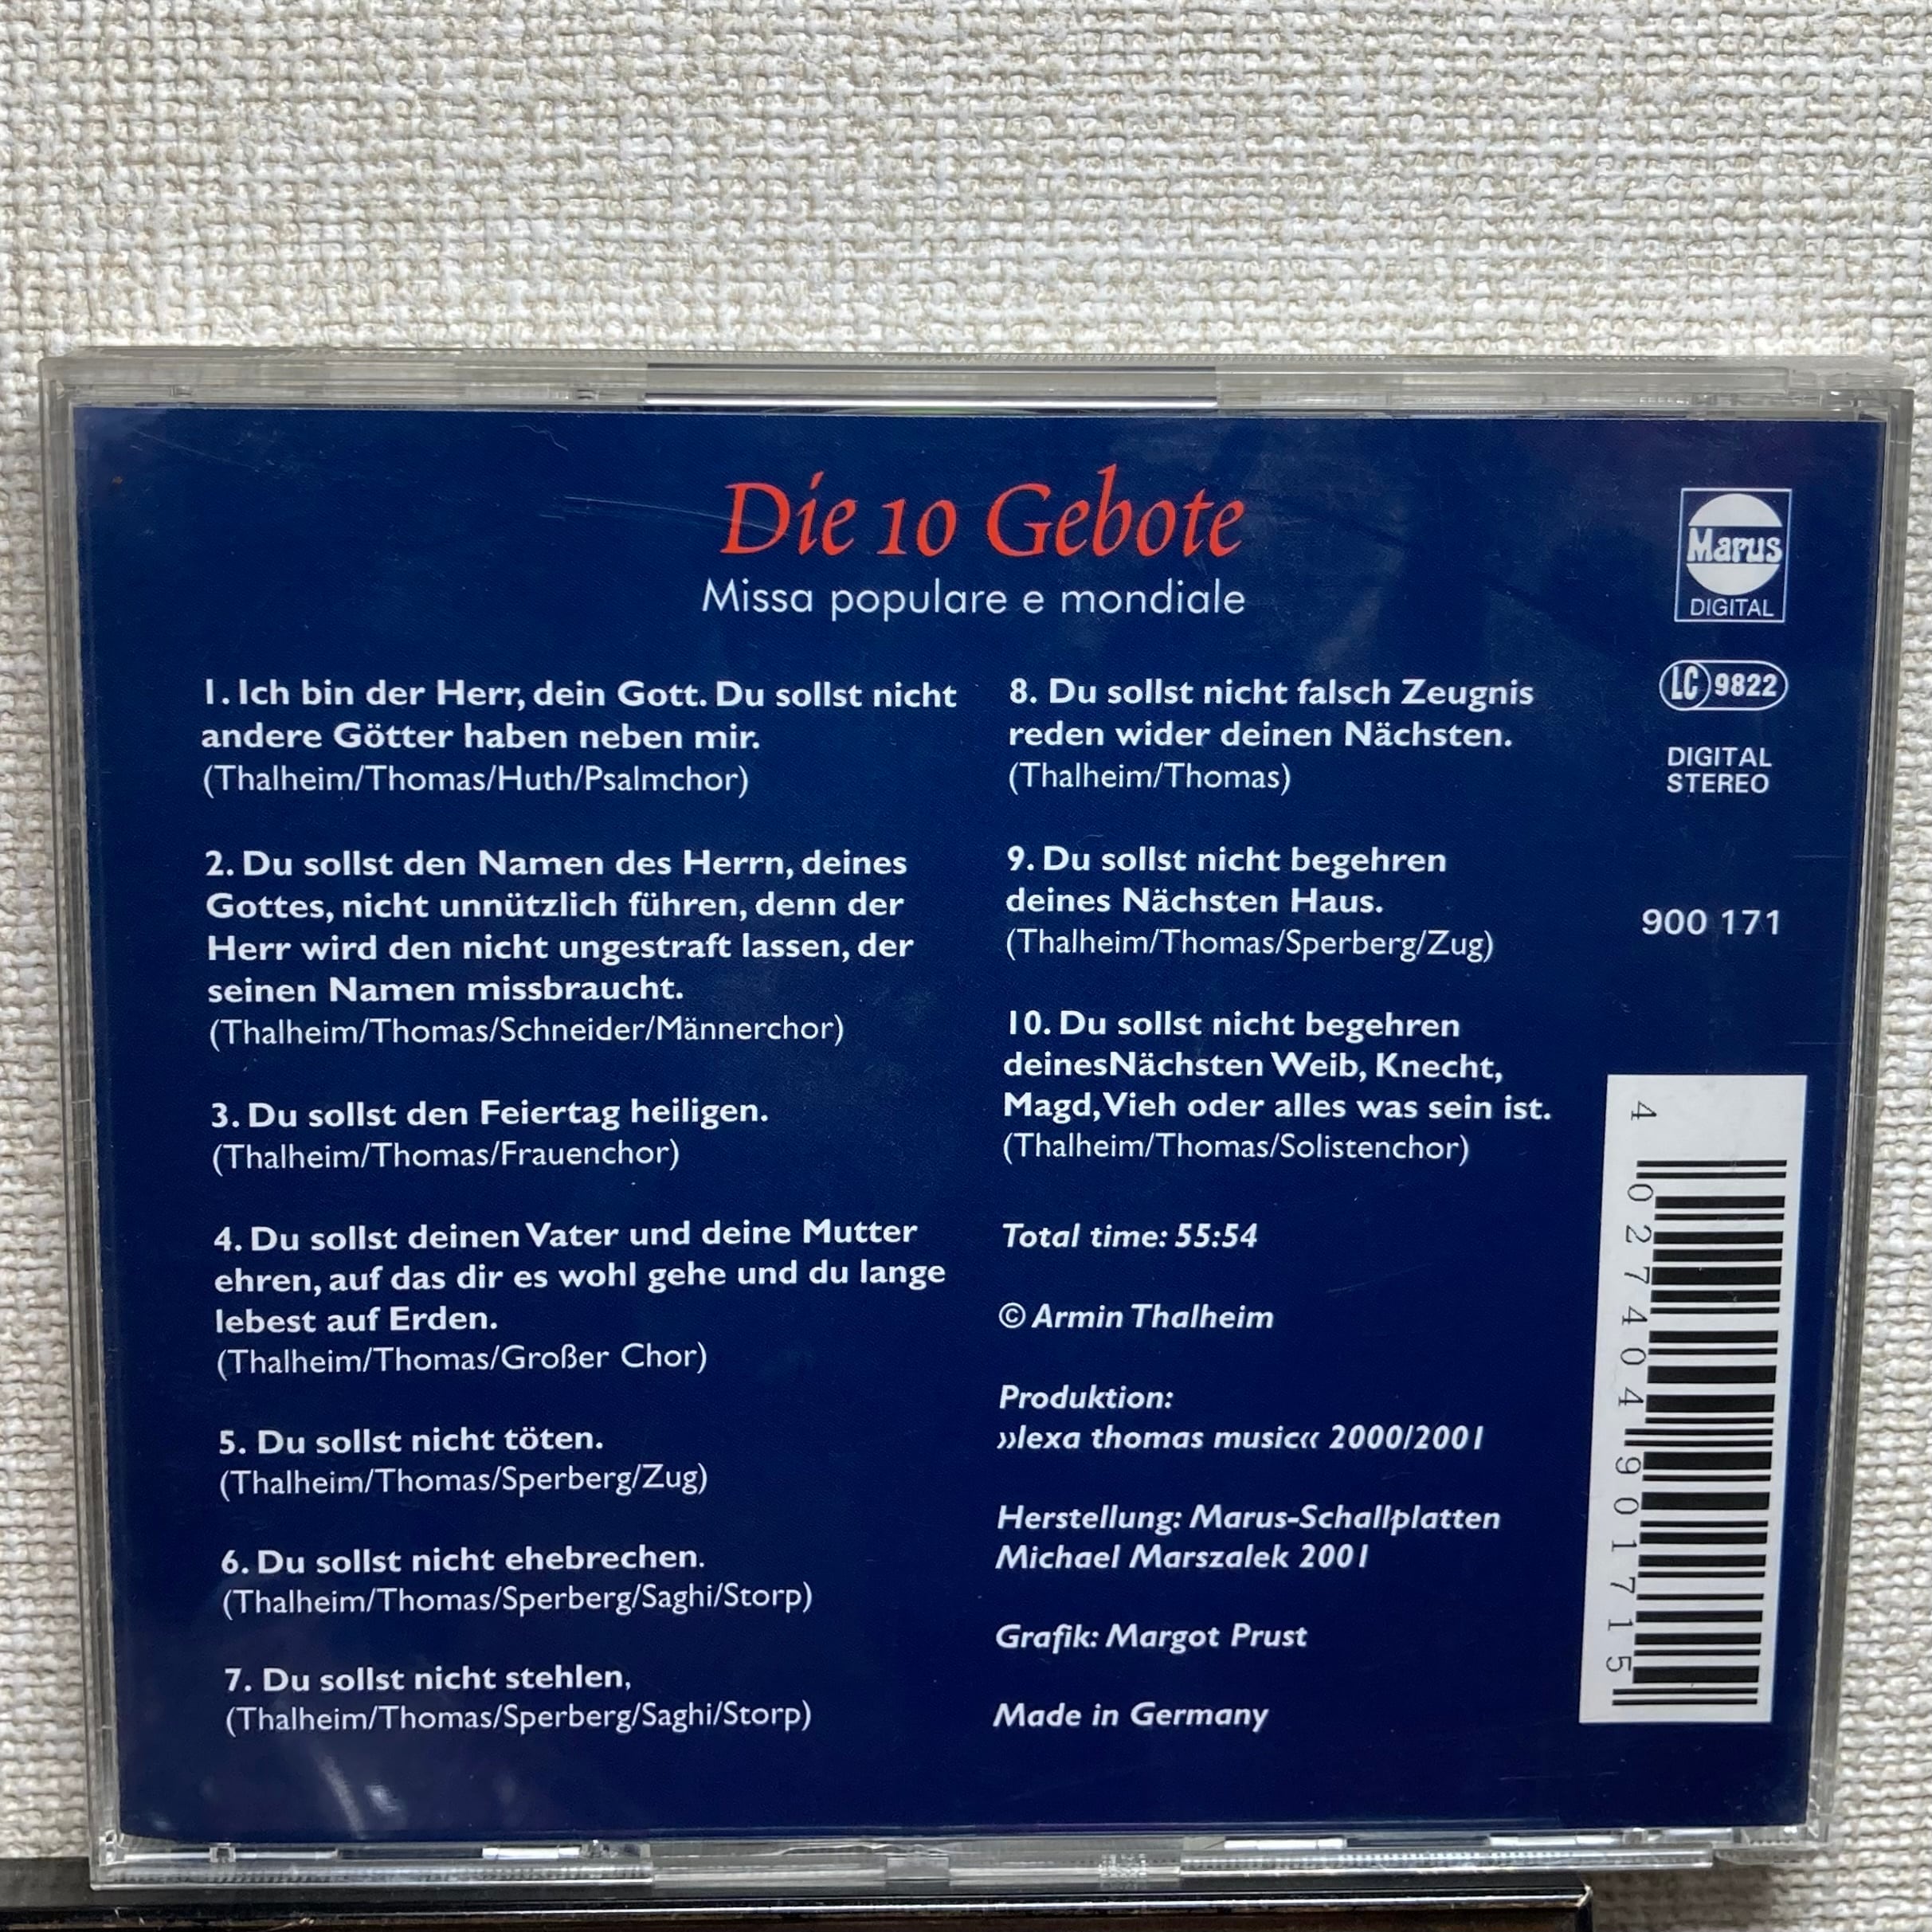 Die 10 Gebote
Missa populare e mondiale
1. Ich bin der Herr, dein Gott. Du sollst nicht
andere Götter haben neben mir.
(Thalheim/Thomas/Huth/Psalmchor)
2. Du sollst den Namen des Herrn, deines
Gottes, nicht unnützlich führen, denn der
Herr wird den nicht ungestraft lassen, der
seinen Namen missbraucht.
(Thalheim/Thomas/Schneider/Männerchor)
3. Du sollst den Feiertag heiligen.
(Thalheim/Thomas/Frauenchor)
4. Du sollst deinen Vater und deine Mutter
ehren, auf das dir es wohl gehe und du lange
lebest auf Erden.
(Thalheim/Thomas/Großer Chor)
5. Du sollst nicht töten.
(Thalheim/Thomas/Sperberg/Zug)
6. Du sollst nicht ehebrechen.
(Thalheim/Thomas/Sperberg/Saghi/Storp)
7. Du sollst nicht stehlen,
(Thalheim/Thomas/Sperberg/Saghi/Storp)
8. Du sollst nicht falsch Zeugnis
reden wider deinen Nächsten.
(Thalheim/Thomas)
9. Du sollst nicht begehren
deines Nächsten Haus.
(Thalheim/Thomas/Sperberg/Zug)
10. Du sollst nicht begehren
deinesNächsten Weib, Knecht,
Magd, Vieh oder alles was sein ist.
(Thalheim/Thomas/Solistenchor)
Total time: 55:54
© Armin Thalheim
Produktion:
»lexa thomas music« 2000/2001
Herstellung: Marus-Schallplatten
Michael Marszalek 2001
Grafik: Margot Prust
Made in Germany
Marus
DIGITAL
LC 9822
DIGITAL
STEREO
900 171
4 027404 901715